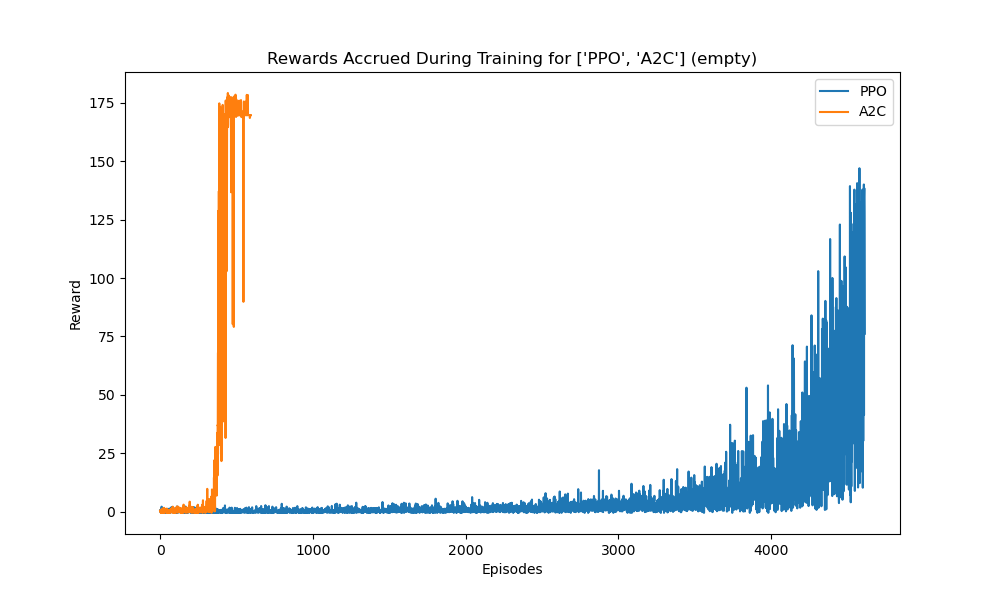 Rewards Accrued During Training for ['PPO', 'A2C'] (empty)
PPO
A2C
175
150
125
100
75
50
25
0
Reward
0 1000 2000 3000 4000
Episodes